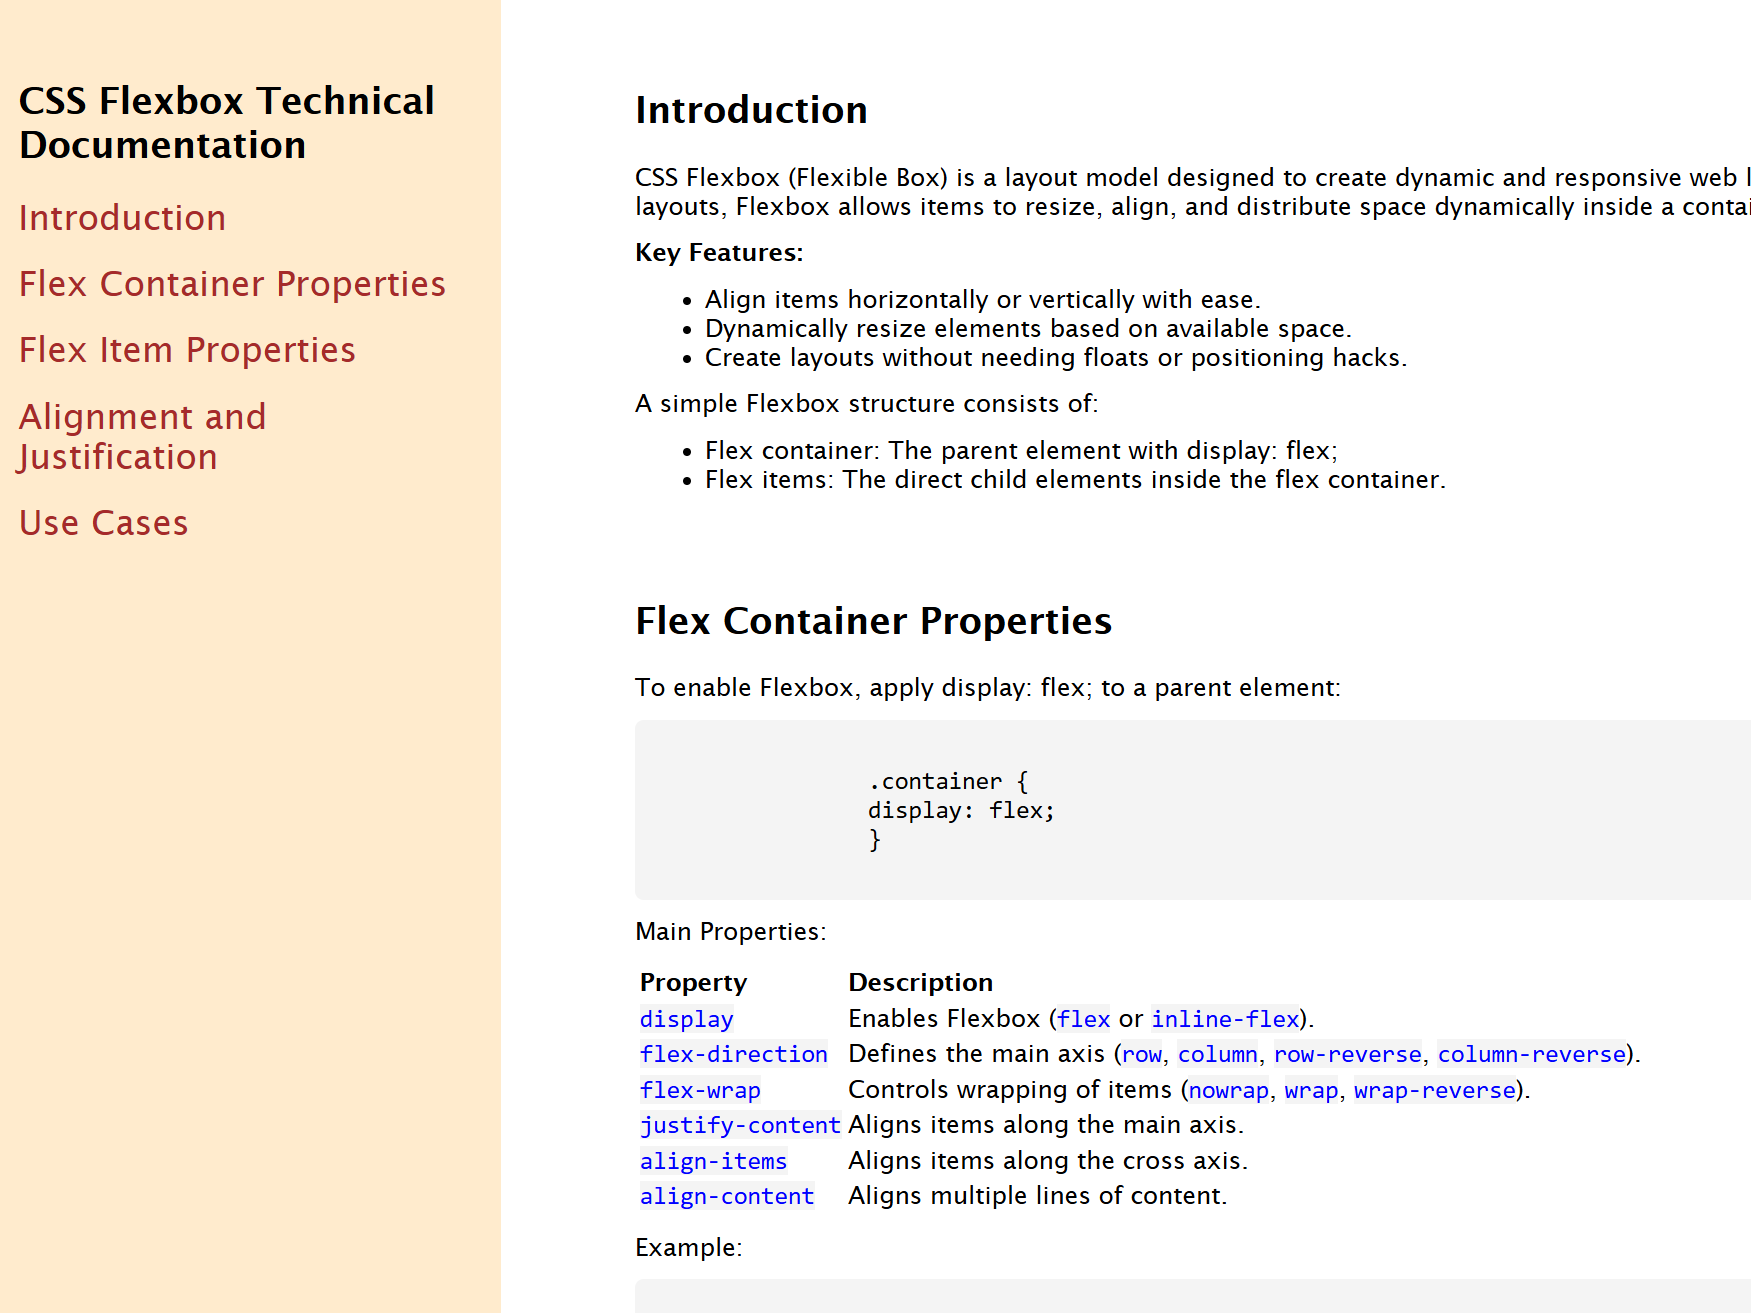 CSS Flexbox Technical
Documentation
Introduction
Flex Container Properties
Flex Item Properties
Alignment and
Justification
Use Cases
Introduction
CSS Flexbox (Flexible Box) is a layout model designed to create dynamic and responsive web
layouts, Flexbox allows items to resize, align, and distribute space dynamically inside a
Key Features:
• Align items horizontally or vertically with ease.
• Dynamically resize elements based on available space.
• Create layouts without needing floats or positioning hacks.
A simple Flexbox structure consists of:
• Flex container: The parent element with display: flex;
• Flex items: The direct child elements inside the flex container.
Flex Container Properties
To enable Flexbox, apply display: flex; to a parent element:
.container {
display: flex;
}
Main Properties:
Property Description
display Enables Flexbox (flex or inline-flex).
flex-direction Defines the main axis (row, column, row-reverse, column-reverse).
flex-wrap Controls wrapping of items (nowrap, wrap, wrap-reverse).
justify-content Aligns items along the main axis.
align-items Aligns items along the cross axis.
align-content Aligns multiple lines of content.
Example: